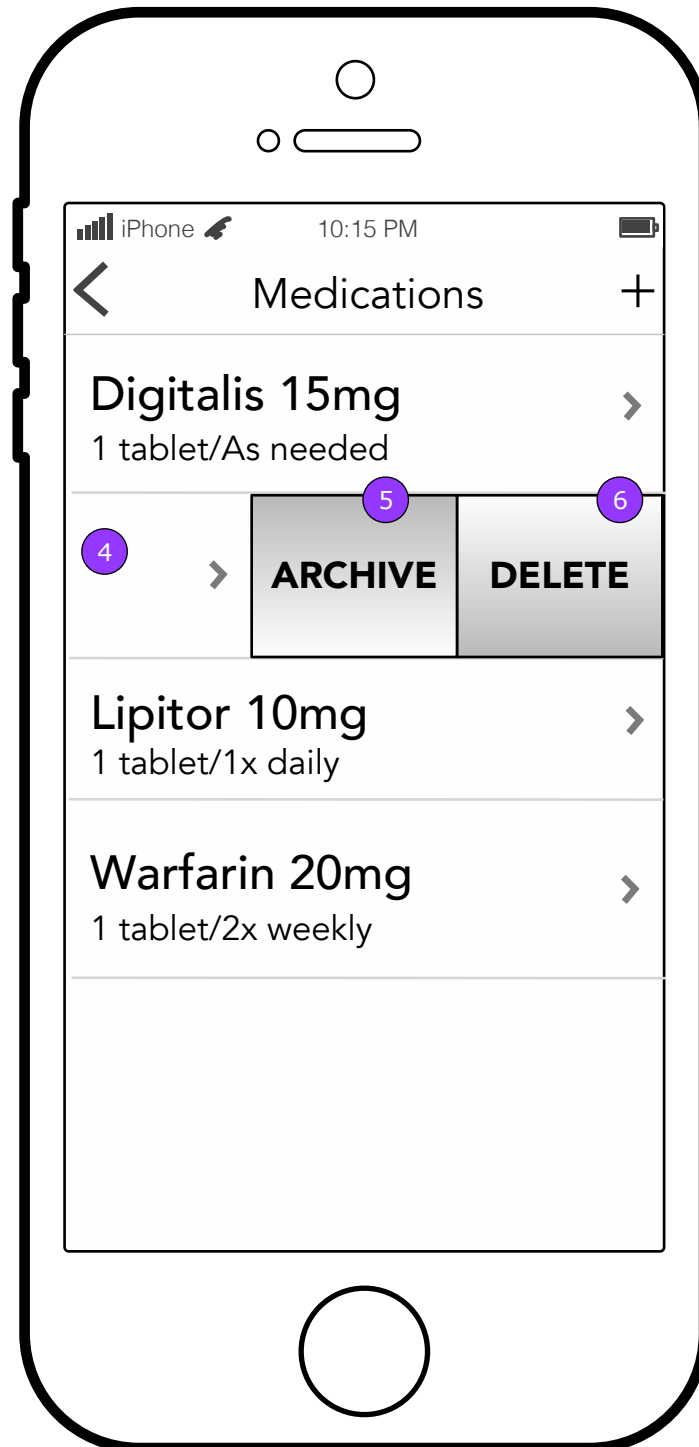 iPhone 10:15 PM
Medications +
Digitalis 15mg
1 tablet/As needed
4 5 6
ARCHIVE DELETE
Lipitor 10mg
1 tablet/1x daily
Warfarin 20mg
1 tablet/2x weekly